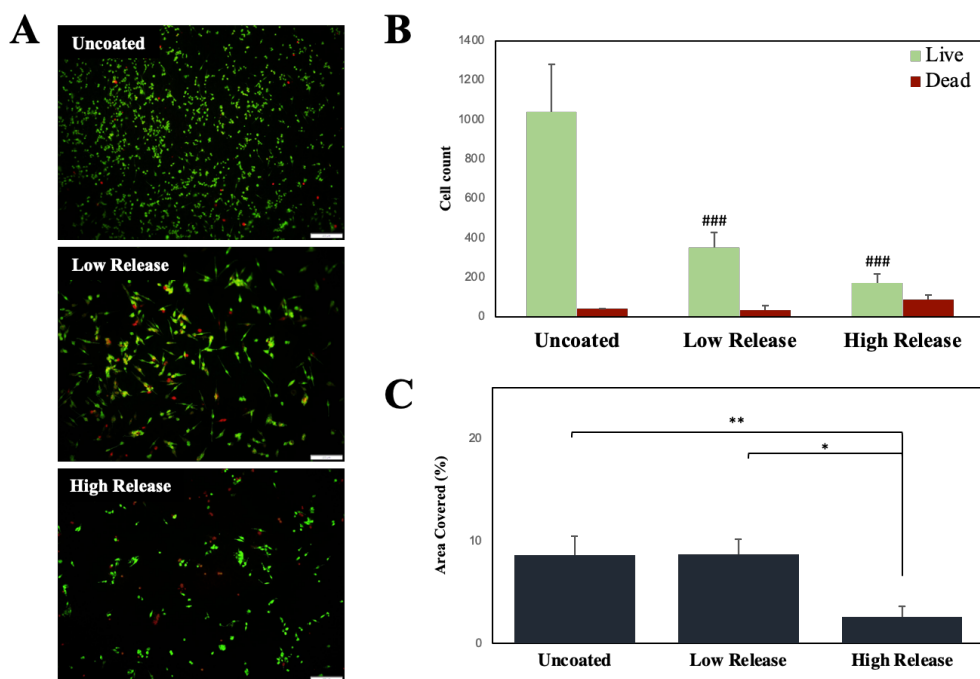 A
Uncoated
Low Release
High Release
B
1400
1200
1000
800
600
400
200
0
Cell count
Live
Dead
###
###
Uncoated Low Release High Release
C
20
10
0
Area Covered (%)
**
*
Uncoated Low Release High Release